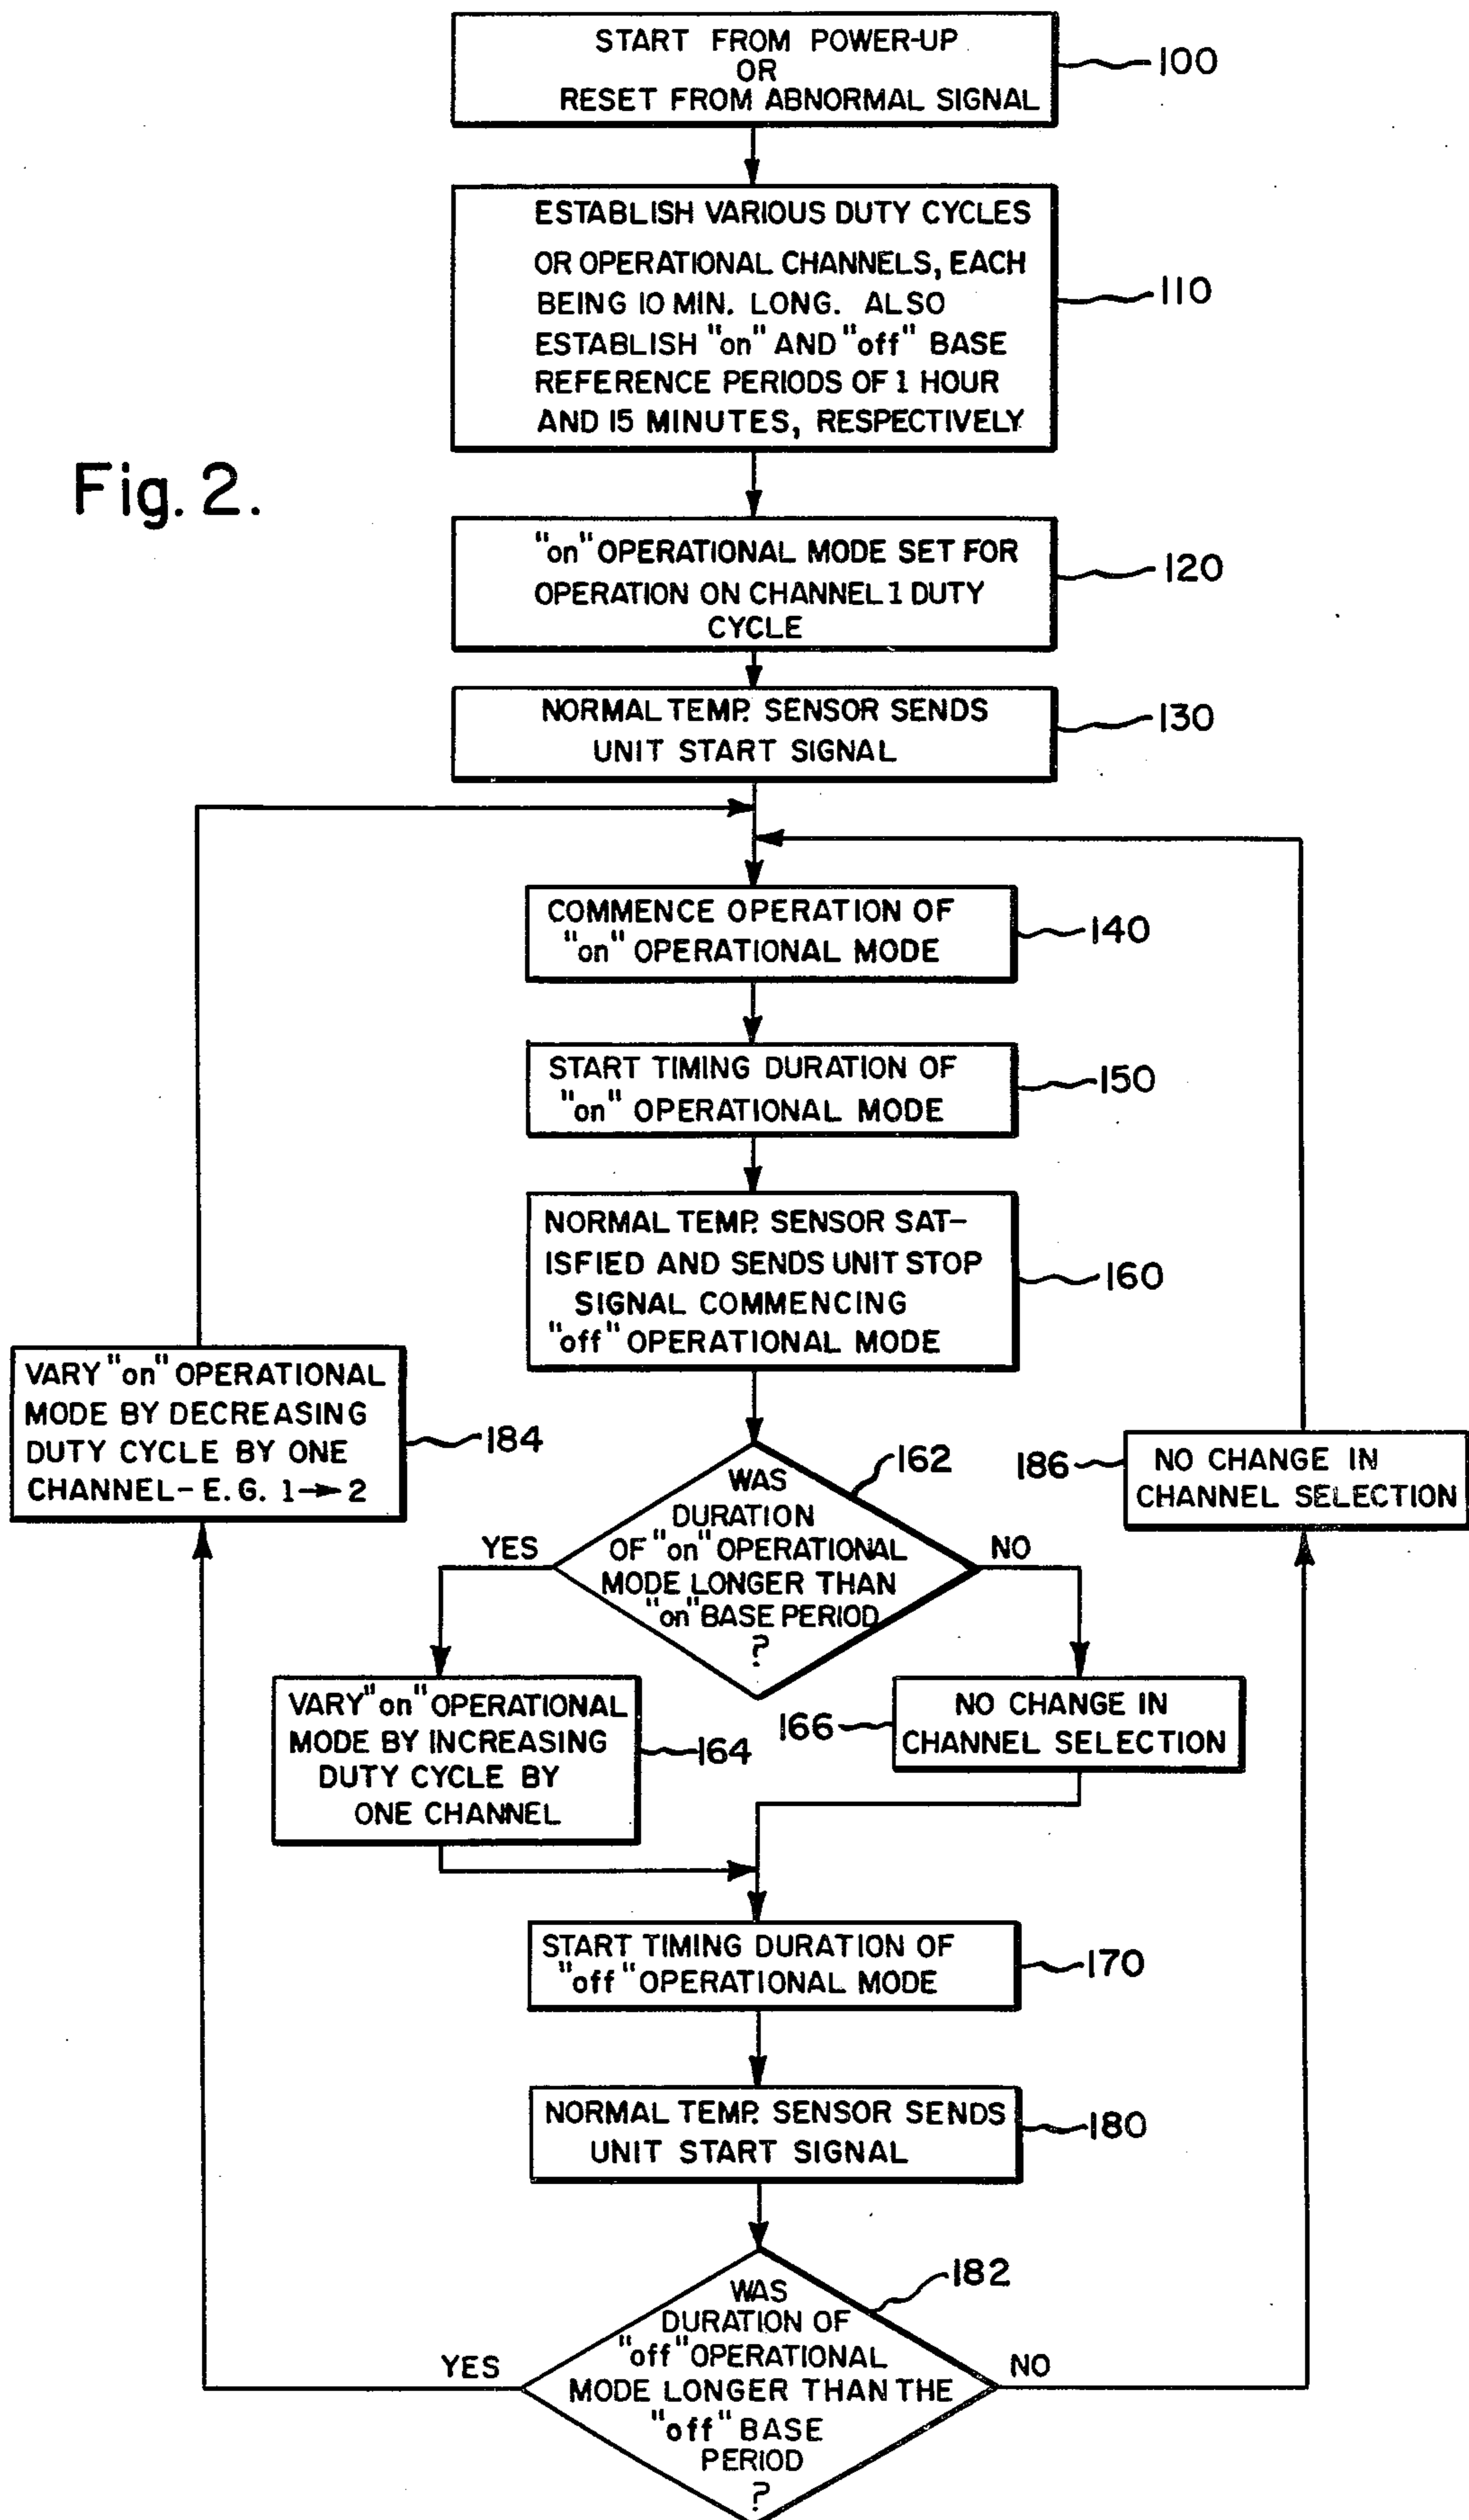 START FROM POWER-UP
OR
RESET FROM ABNORMAL SIGNAL
100
ESTABLISH VARIOUS DUTY CYCLES
OR OPERATIONAL CHANNELS, EACH
BEING 10 MIN. LONG. ALSO
ESTABLISH "on" AND "off" BASE
REFERENCE PERIODS OF 1 HOUR
AND 15 MINUTES, RESPECTIVELY
110
Fig. 2.
"on" OPERATIONAL MODE SET FOR
OPERATION ON CHANNEL 1 DUTY
CYCLE
120
NORMAL TEMP. SENSOR SENDS
UNIT START SIGNAL
130
COMMENCE OPERATION OF
"on" OPERATIONAL MODE
140
START TIMING DURATION OF
"on" OPERATIONAL MODE
150
NORMAL TEMP. SENSOR SAT-
ISFIED AND SENDS UNIT STOP
SIGNAL COMMENCING
"off" OPERATIONAL MODE
160
VARY "on" OPERATIONAL
MODE BY DECREASING
DUTY CYCLE BY ONE
CHANNEL- E.G. 1→2
184
WAS
DURATION
OF "on" OPERATIONAL
MODE LONGER THAN
"on" BASE PERIOD
?
162
YES
NO
186
NO CHANGE IN
CHANNEL SELECTION
VARY "on" OPERATIONAL
MODE BY INCREASING
DUTY CYCLE BY
ONE CHANNEL
164
166
NO CHANGE IN
CHANNEL SELECTION
START TIMING DURATION OF
"off" OPERATIONAL MODE
170
NORMAL TEMP. SENSOR SENDS
UNIT START SIGNAL
180
WAS
DURATION OF
"off" OPERATIONAL
MODE LONGER THAN THE
"off" BASE
PERIOD
?
182
YES
NO